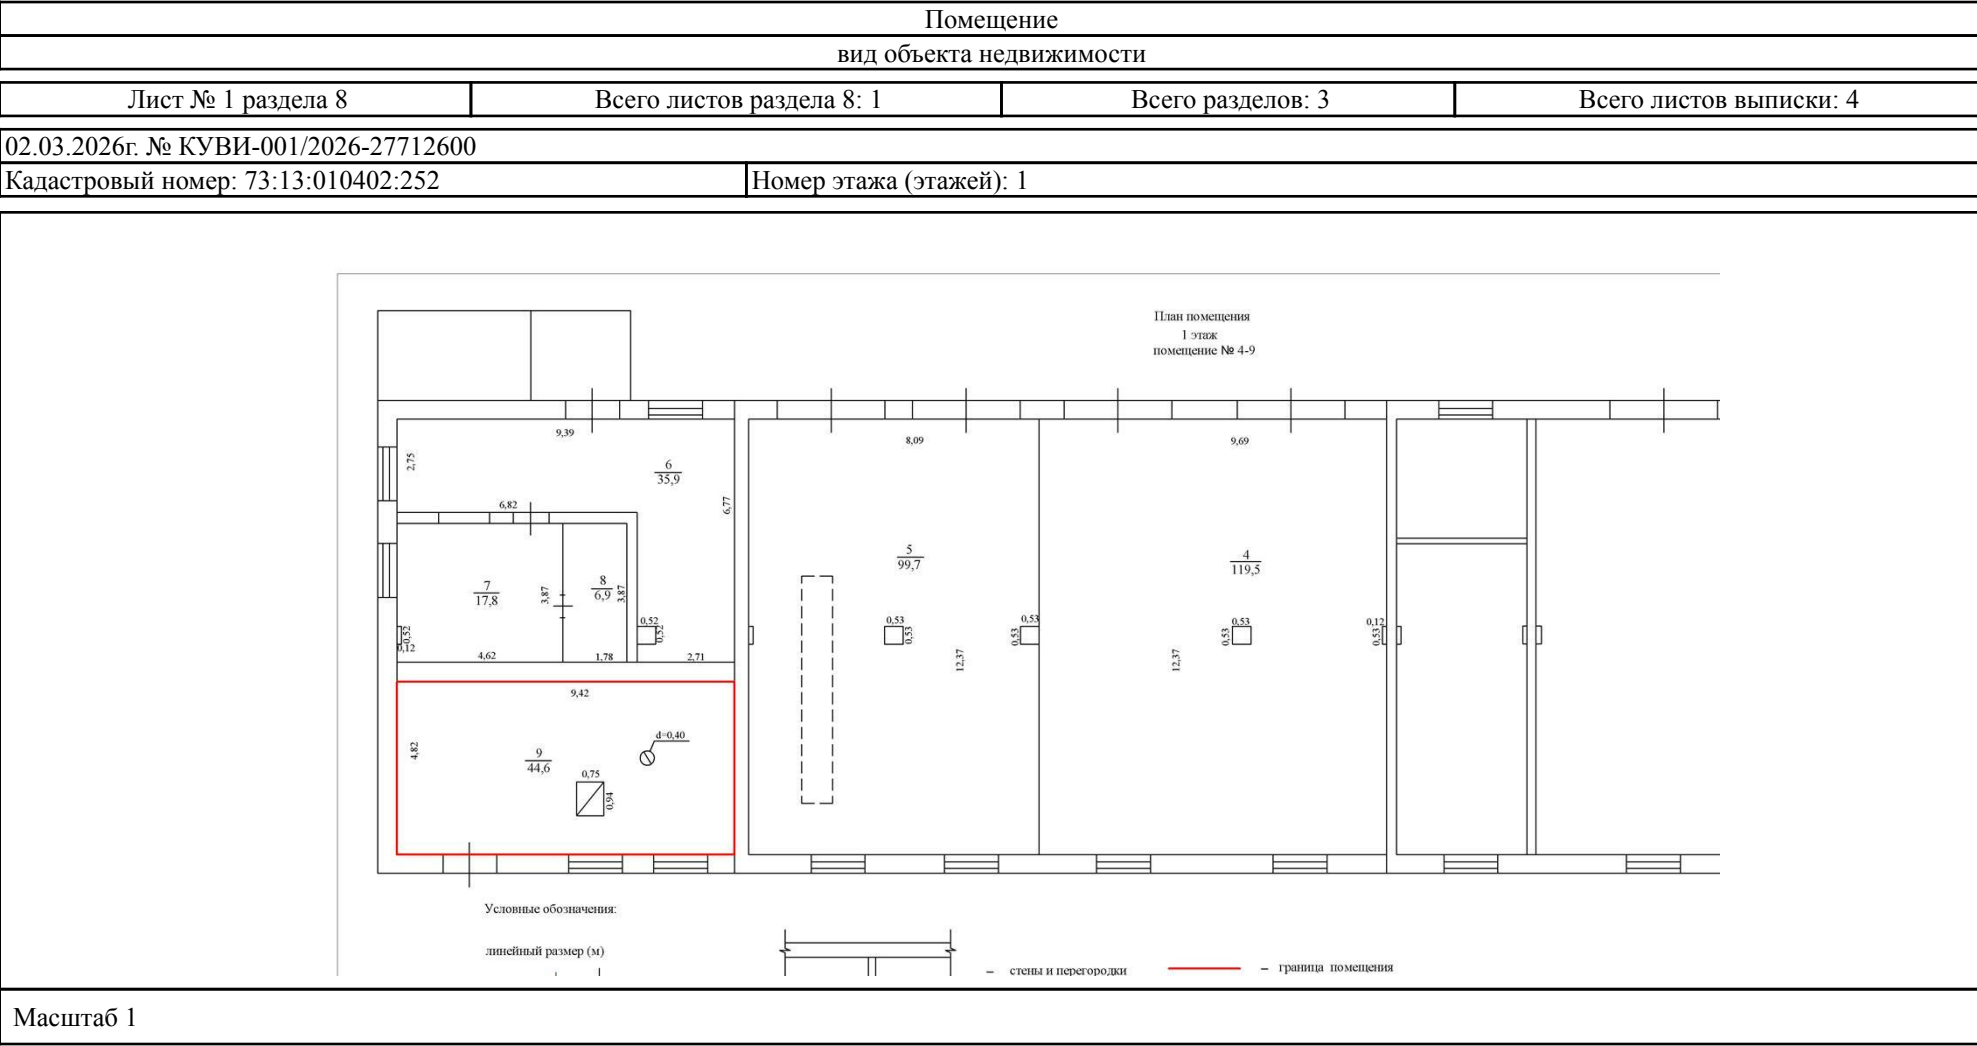 Помещение
вид объекта недвижимости
Лист № 1 раздела 8
Всего листов раздела 8: 1
Всего разделов: 3
Всего листов выписки: 4
02.03.2026г. № КУВИ-001/2026-27712600
Кадастровый номер: 73:13:010402:252
Номер этажа (этажей): 1
План помещения
1 этаж
помещение № 4-9
9,39
8,09
9,69
2,75
6
35,9
6,82
6,77
5
99,7
4
119,5
7
17,8
3,87
8
6,9
3,87
0,52
0,12
0,52
0,52
0,53
0,53
0,53
0,53
0,53
0,53
0,12
0,53
4,62
1,78
2,71
12,37
12,37
9,42
4,82
9
44,6
d=0,40
0,75
0,94
Условные обозначения:
линейный размер (м)
– стены и перегородки
– граница помещения
Масштаб 1